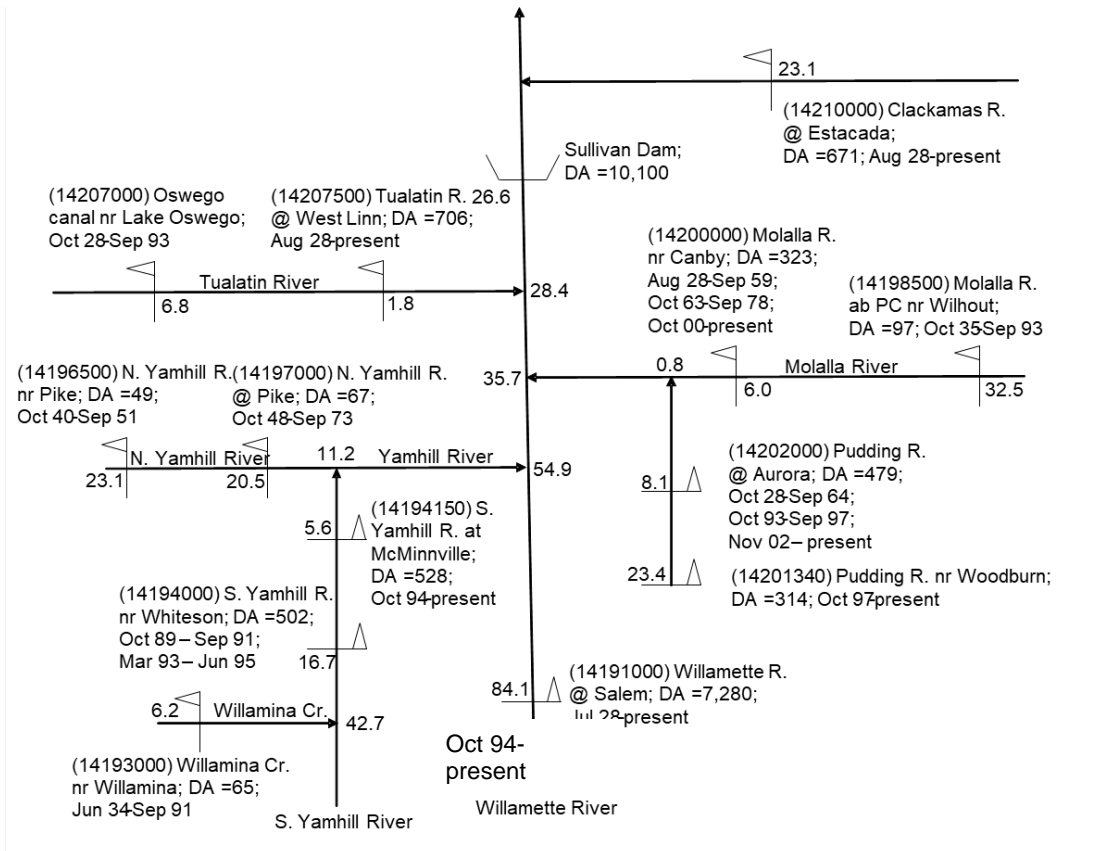 23.1
(14210000) Clackamas R.
@ Estacada;
DA =671; Aug 28-present
Sullivan Dam;
DA =10,100
(14207000) Oswego
canal nr Lake Oswego;
Oct 28-Sep 93
(14207500) Tualatin R. 26.6
@ West Linn; DA =706;
Aug 28-present
Tualatin River
6.8
1.8
28.4
(14200000) Molalla R.
nr Canby; DA =323;
Aug 28-Sep 59;
Oct 63-Sep 78;
Oct 00-present
(14198500) Molalla R.
ab PC nr Wilhout;
DA =97; Oct 35-Sep 93
35.7
0.8
Molalla River
6.0
32.5
(14196500) N. Yamhill R.
nr Pike; DA =49;
Oct 40-Sep 51
(14197000) N. Yamhill R.
@ Pike; DA =67;
Oct 48-Sep 73
N. Yamhill River
11.2
Yamhill River
54.9
23.1
20.5
(14202000) Pudding R.
@ Aurora; DA =479;
Oct 28-Sep 64;
Oct 93-Sep 97;
Nov 02– present
8.1
23.4
(14201340) Pudding R. nr Woodburn;
DA =314; Oct 97-present
5.6
(14194150) S.
Yamhill R. at
McMinnville;
DA =528;
Oct 94-present
(14194000) S. Yamhill R.
nr Whiteson; DA =502;
Oct 89– Sep 91;
Mar 93– Jun 95
16.7
84.1
(14191000) Willamette R.
@ Salem; DA =7,280;
Jul 28-present
6.2
Willamina Cr.
42.7
(14193000) Willamina Cr.
nr Willamina; DA =65;
Jun 34-Sep 91
S. Yamhill River
Oct 94-
present
Willamette River